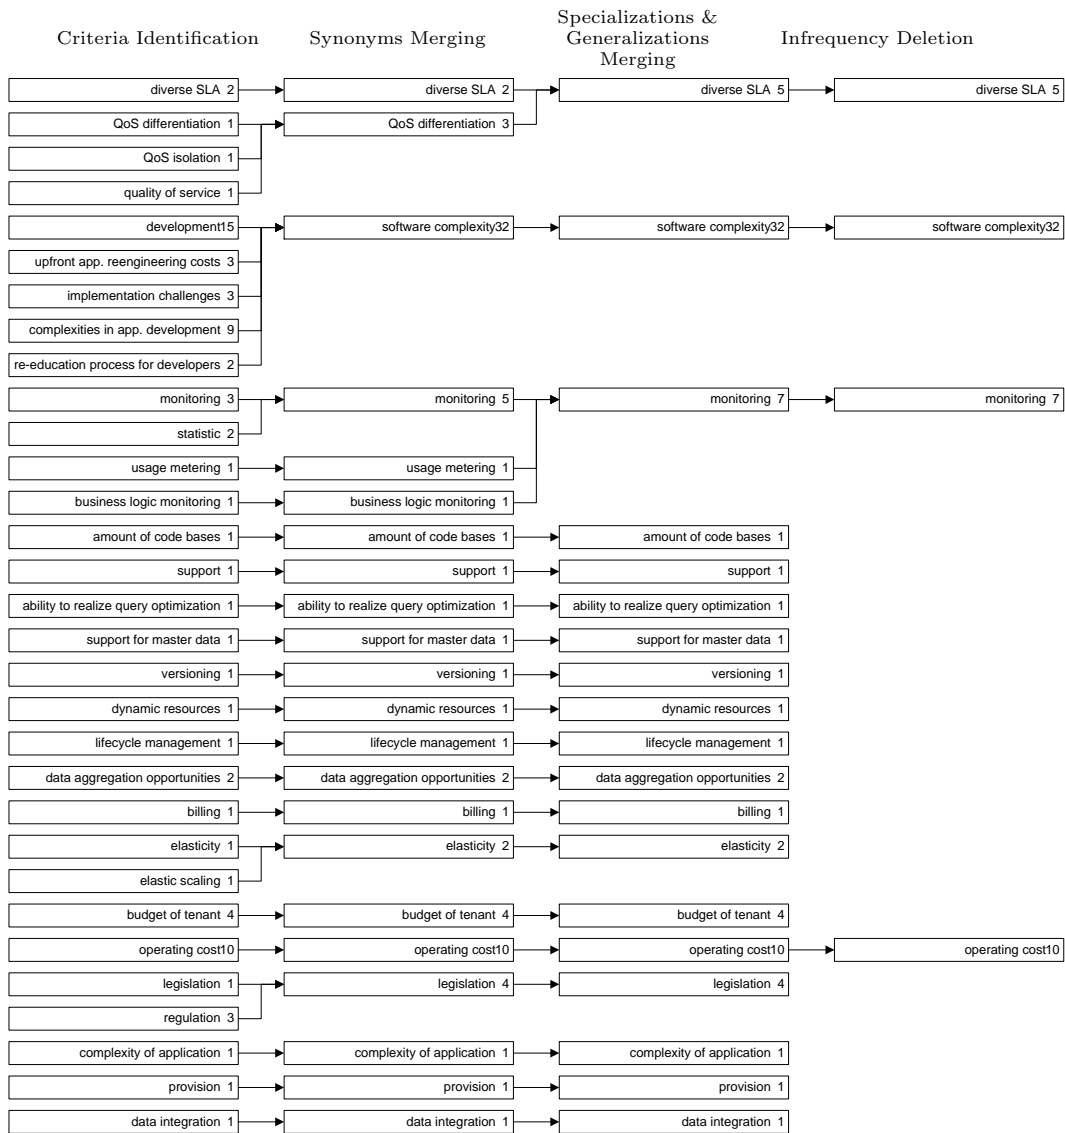 Criteria Identification
Synonyms Merging
Specializations &
Generalizations
Merging
Infrequency Deletion
diverse SLA 2
diverse SLA 2
diverse SLA 5
diverse SLA 5
QoS differentiation 1
QoS differentiation 3
QoS isolation 1
quality of service 1
development15
software complexity32
software complexity32
software complexity32
upfront app. reengineering costs 3
implementation challenges 3
complexities in app. development 9
re-education process for developers 2
monitoring 3
monitoring 5
monitoring 7
monitoring 7
statistic 2
usage metering 1
usage metering 1
business logic monitoring 1
business logic monitoring 1
amount of code bases 1
amount of code bases 1
amount of code bases 1
support 1
support 1
support 1
ability to realize query optimization 1
ability to realize query optimization 1
ability to realize query optimization 1
support for master data 1
support for master data 1
support for master data 1
versioning 1
versioning 1
versioning 1
dynamic resources 1
dynamic resources 1
dynamic resources 1
lifecycle management 1
lifecycle management 1
lifecycle management 1
data aggregation opportunities 2
data aggregation opportunities 2
data aggregation opportunities 2
billing 1
billing 1
billing 1
elasticity 1
elasticity 2
elasticity 2
elastic scaling 1
budget of tenant 4
budget of tenant 4
budget of tenant 4
operating cost10
operating cost10
operating cost10
operating cost10
legislation 1
legislation 4
legislation 4
regulation 3
complexity of application 1
complexity of application 1
complexity of application 1
provision 1
provision 1
provision 1
data integration 1
data integration 1
data integration 1